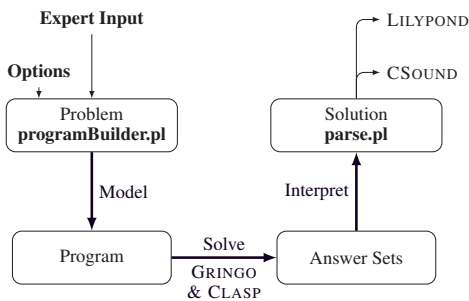 Expert Input
Options
Problem
programBuilder.pl
Model
Program
Solve
GRINGO
& CLASP
Answer Sets
Interpret
Solution
parse.pl
CSOUND
LILYPOND